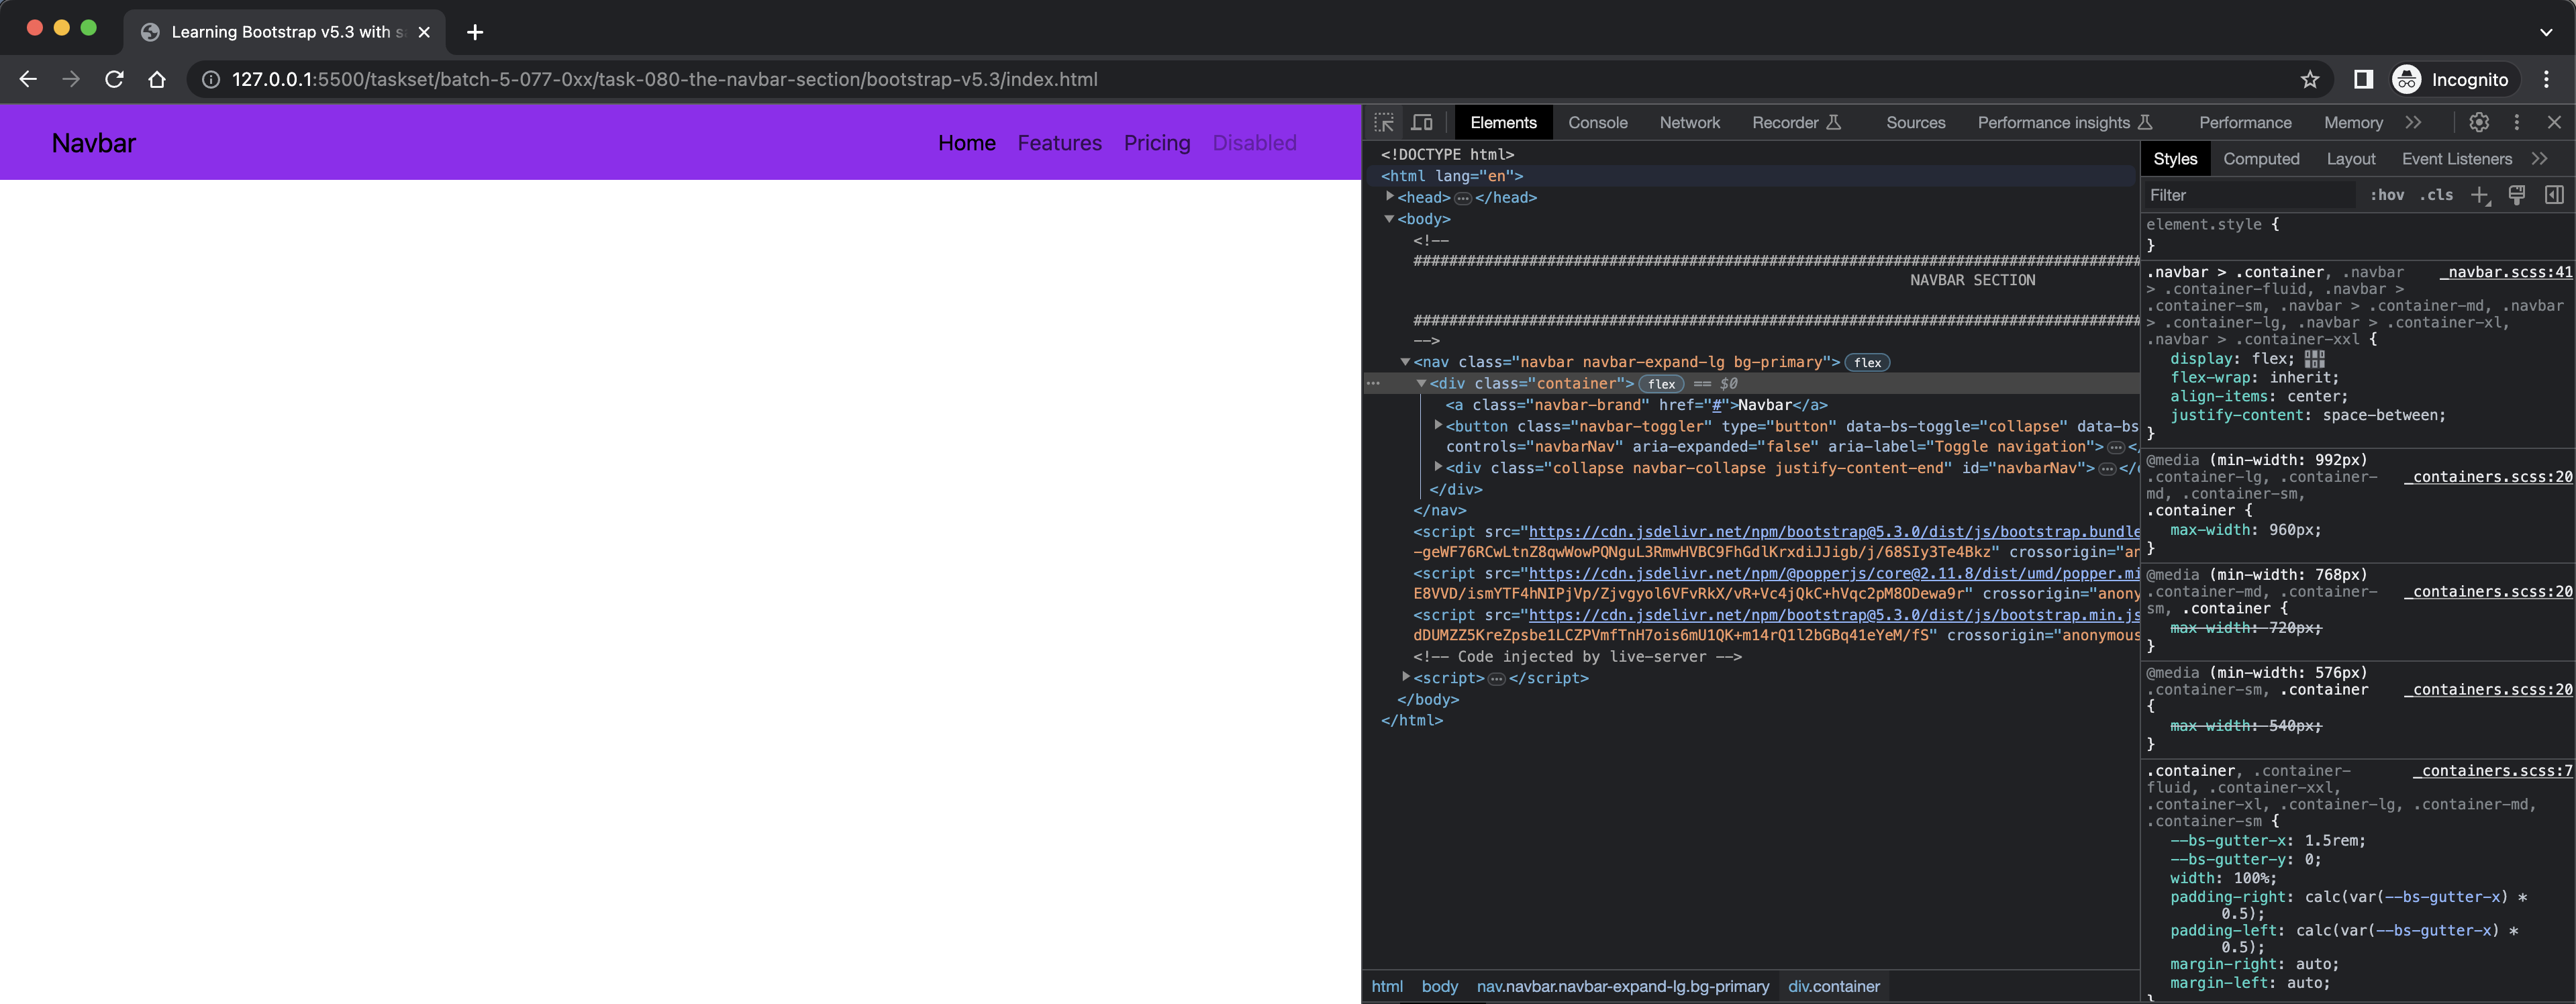 Learning Bootstrap v5.3 with s
127.0.0.1:5500/taskset/batch-5-077-0xx/task-080-the-navbar-section/bootstrap-v5.3/index.html
Incognito
Navbar
Home Features Pricing Disabled
Elements Console Network Recorder Sources Performance insights Performance Memory
<!DOCTYPE html>
<html lang="en">
<head> ... </head>
<body>
<!--
##################################################################################
NAVBAR SECTION
##################################################################################
-->
<nav class="navbar navbar-expand-lg bg-primary"> flex
<div class="container"> flex == $0
<a class="navbar-brand" href="#">Navbar</a>
<button class="navbar-toggler" type="button" data-bs-toggle="collapse" data-bs
controls="navbarNav" aria-expanded="false" aria-label="Toggle navigation"> ... </
<div class="collapse navbar-collapse justify-content-end" id="navbarNav"> ... </
</div>
</nav>
<script src="https://cdn.jsdelivr.net/npm/bootstrap@5.3.0/dist/js/bootstrap.bundle
-geWF76RCwLtnZ8qwWowPQNguL3RmwHVBC9FhGdlKrxdiJJigb/j/68SIy3Te4Bkz" crossorigin="an
<script src="https://cdn.jsdelivr.net/npm/@popperjs/core@2.11.8/dist/umd/popper.mi
E8VVD/ismYTF4hNIPjVp/Zjvgyol6VFvRkX/vR+Vc4jQkC+hVqc2pM8ODewa9r" crossorigin="anony
<script src="https://cdn.jsdelivr.net/npm/bootstrap@5.3.0/dist/js/bootstrap.min.js
dDUMZZ5KreZpsbe1LCZPVmfTnH7ois6mU1QK+m14rQ1l2bGBq41eYeM/fS" crossorigin="anonymous
<!-- Code injected by live-server -->
<script> ... </script>
</body>
</html>
html body nav.navbar.navbar-expand-lg.bg-primary div.container
Styles Computed Layout Event Listeners
Filter :hov .cls
element.style {
}
.navbar > .container, .navbar _navbar.scss:41
> .container-fluid, .navbar >
.container-sm, .navbar > .container-md, .navbar
> .container-lg, .navbar > .container-xl,
.navbar > .container-xxl {
display: flex;
flex-wrap: inherit;
align-items: center;
justify-content: space-between;
}
@media (min-width: 992px)
.container-lg, .container- _containers.scss:20
md, .container-sm,
.container {
max-width: 960px;
}
@media (min-width: 768px)
.container-md, .container- _containers.scss:20
sm, .container {
max-width: 720px;
}
@media (min-width: 576px)
.container-sm, .container _containers.scss:20
{
max-width: 540px;
}
.container, .container- _containers.scss:7
fluid, .container-xxl,
.container-xl, .container-lg, .container-md,
.container-sm {
--bs-gutter-x: 1.5rem;
--bs-gutter-y: 0;
width: 100%;
padding-right: calc(var(--bs-gutter-x) *
0.5);
padding-left: calc(var(--bs-gutter-x) *
0.5);
margin-right: auto;
margin-left: auto;
}